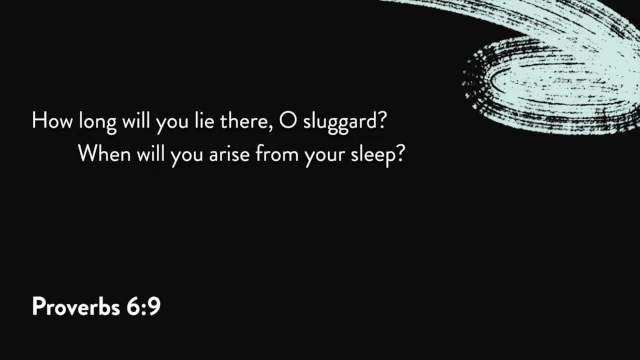 How long will you lie there, O sluggard?
When will you arise from your sleep?
Proverbs 6:9